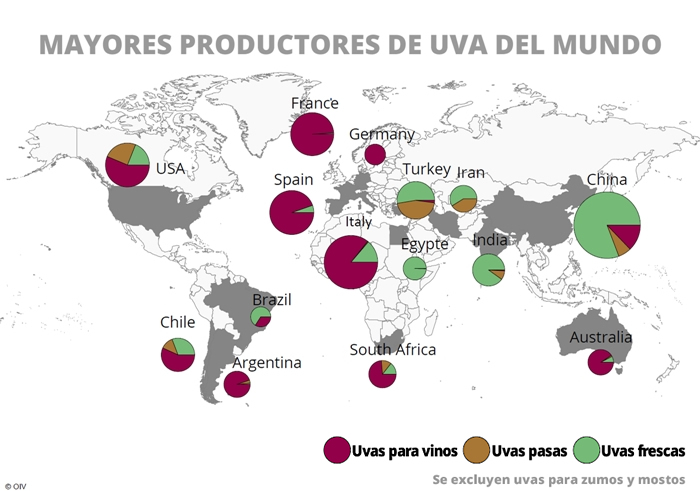 MAYORES PRODUCTORES DE UVA DEL MUNDO
France
Germany
USA
Spain
Turkey
Iran
China
Italy
Egypte
India
Brazil
Chile
Argentina
South Africa
Australia
Uvas para vinos
Uvas pasas
Uvas frescas
Se excluyen uvas para zumos y mostos
© OIV